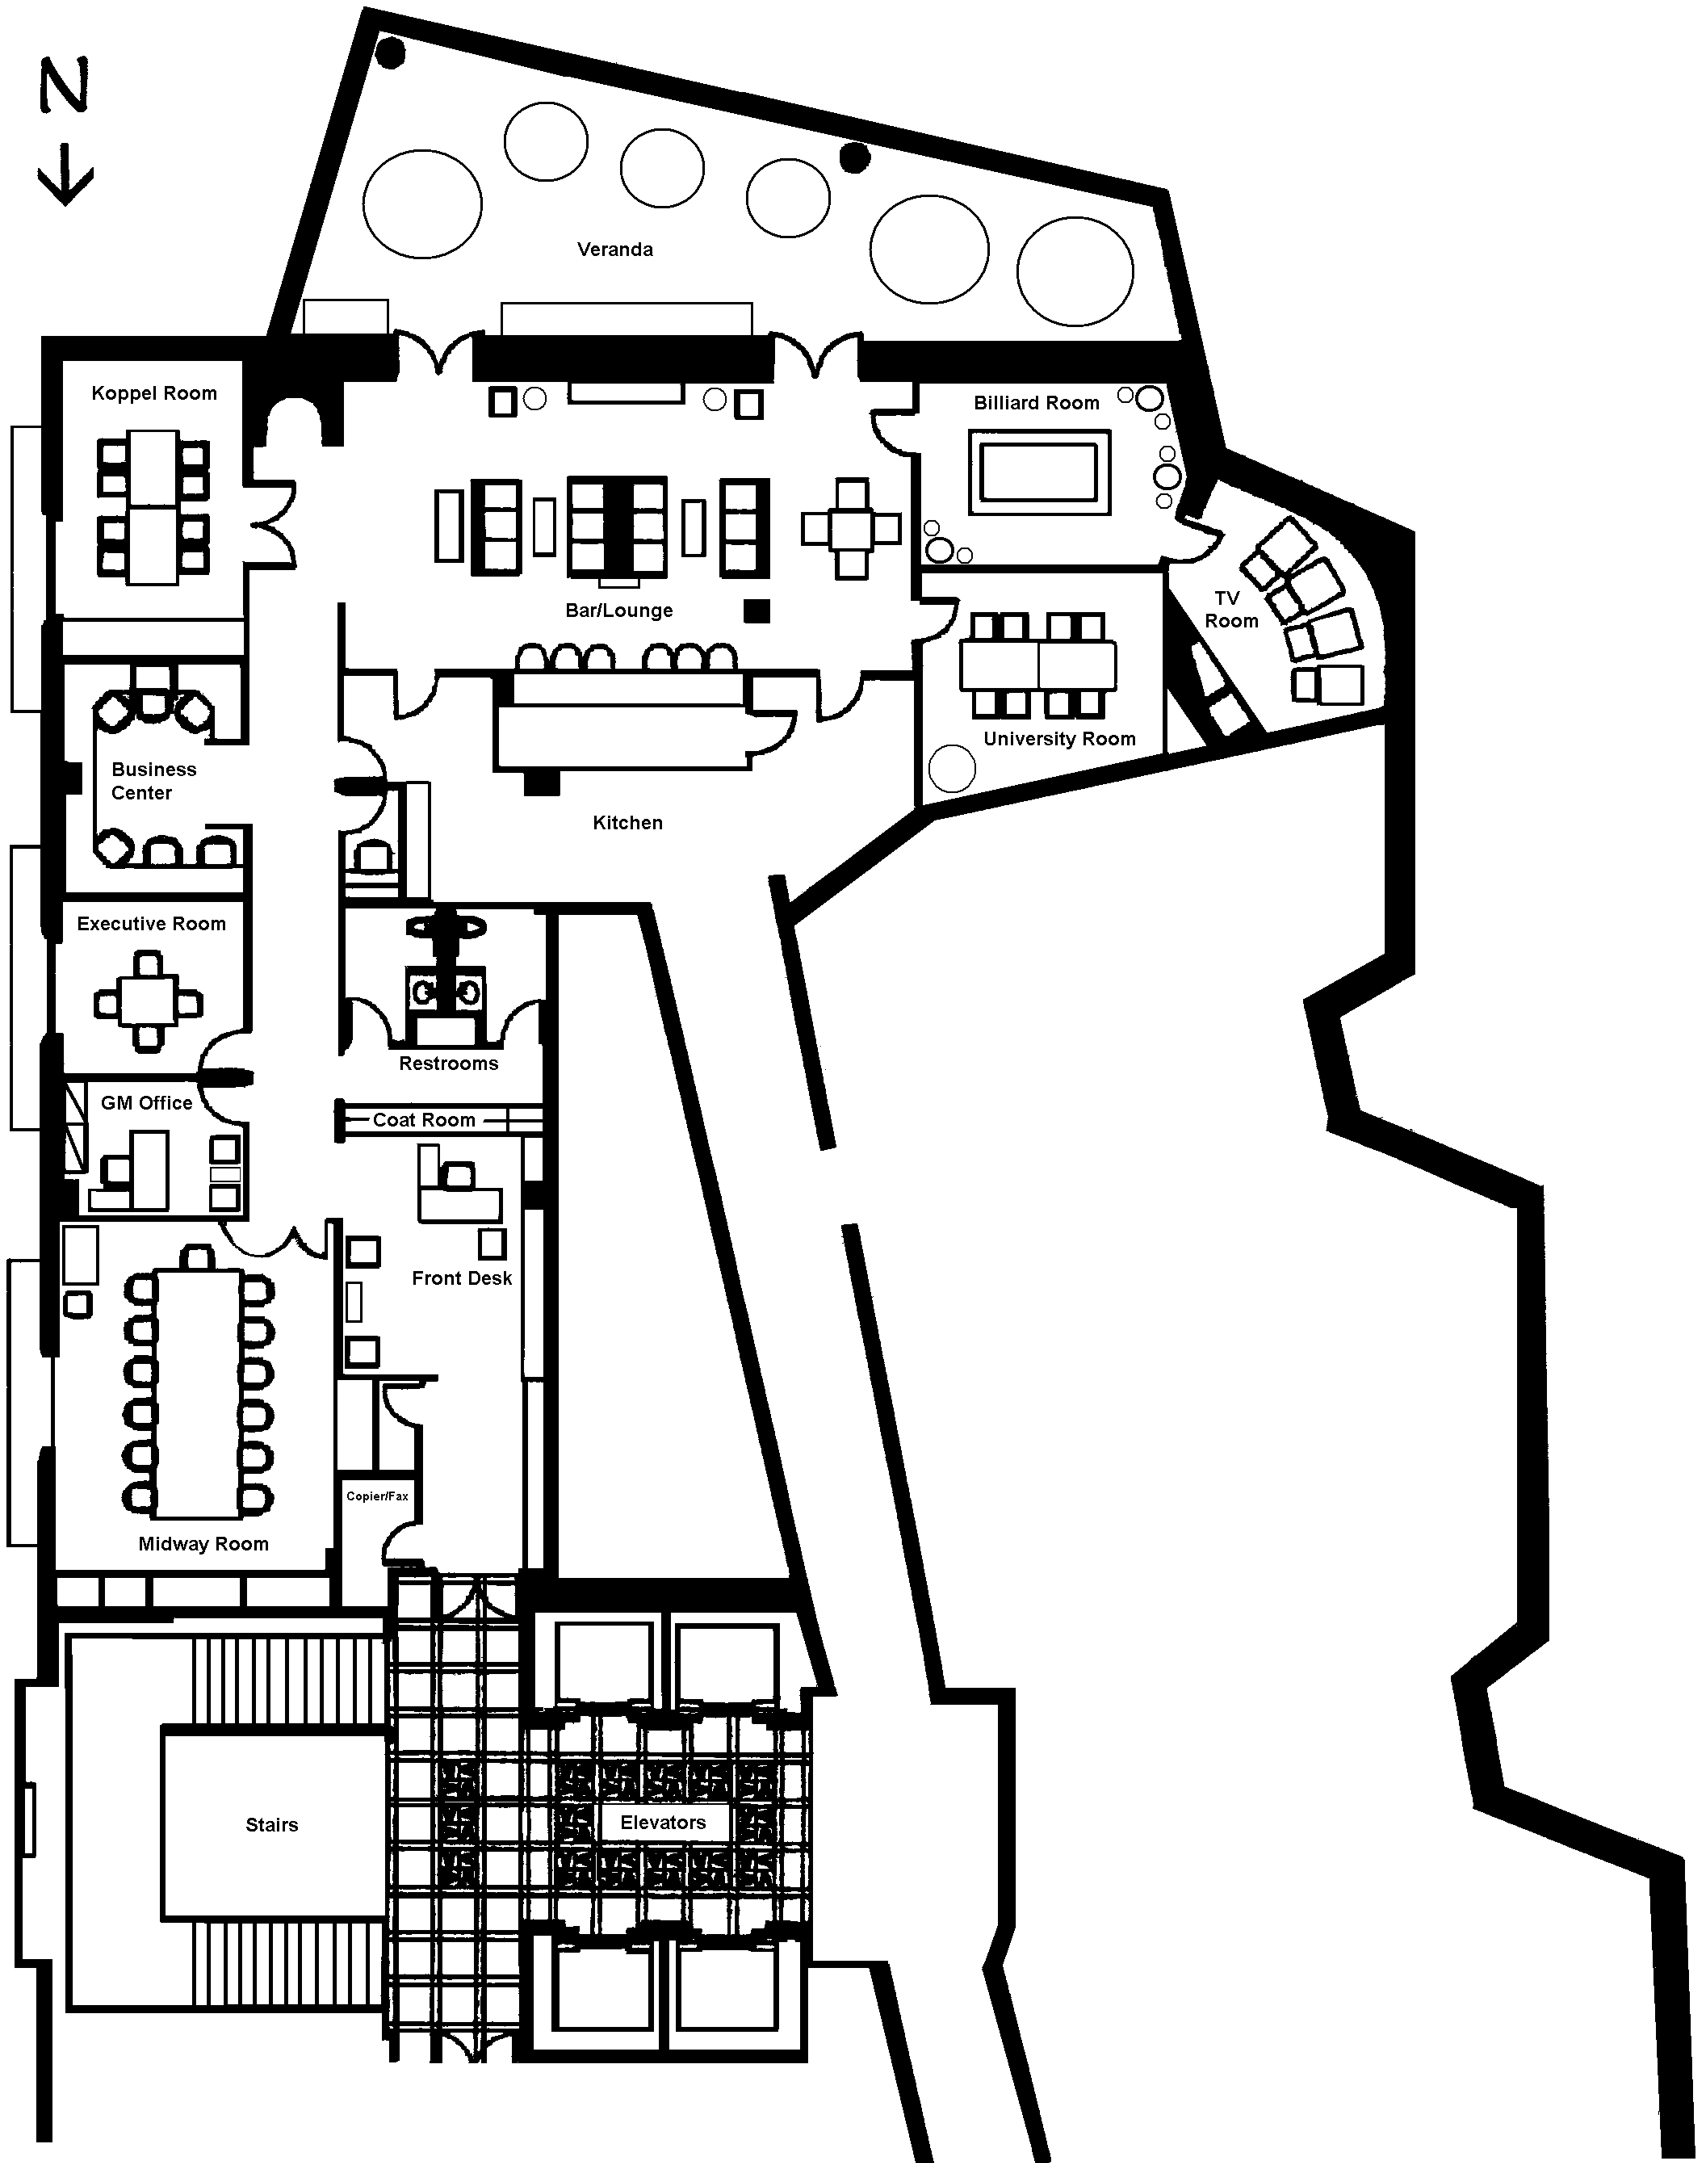 N
Veranda
Koppel Room
Billiard Room
TV
Room
Bar/Lounge
University Room
Business
Center
Kitchen
Executive Room
Restrooms
GM Office
Coat Room
Front Desk
Copier/Fax
Midway Room
Stairs
Elevators